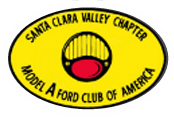 SANTA CLARA VALLEY CHAPTER
MODEL A FORD CLUB OF AMERICA